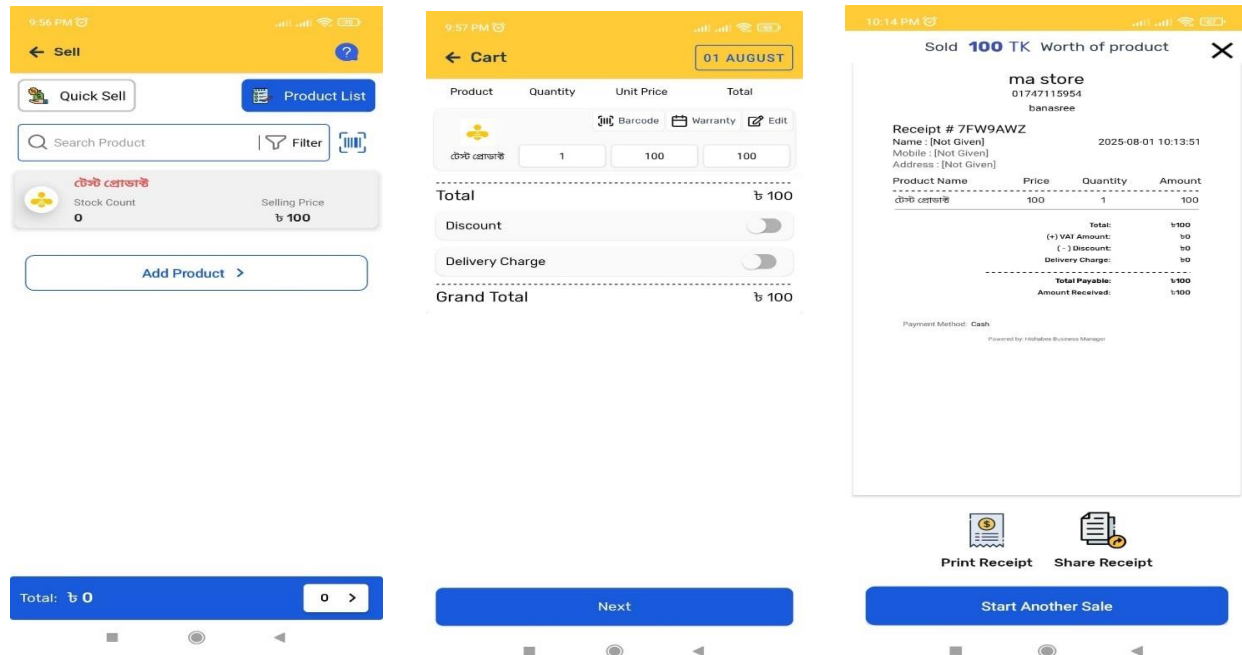 9:56 PM
Sell
?
Quick Sell
Product List
Search Product
Filter
টেস্ট প্রোডাক্ট
Stock Count
Selling Price
0
৳ 100
Add Product >
Total: ৳ 0
0 >
9:57 PM
Cart
01 AUGUST
Product Quantity Unit Price Total
Barcode Warranty Edit
টেস্ট প্রোডাক্ট 1 100 100
Total ৳ 100
Discount
Delivery Charge
Grand Total ৳ 100
Next
10:14 PM
Sold 100 TK Worth of product
ma store
01747115954
banasree
Receipt # 7FW9AWZ
Name : [Not Given] 2025-08-01 10:13:51
Mobile : [Not Given]
Address : [Not Given]
Product Name Price Quantity Amount
টেস্ট প্রোডাক্ট 100 1 100
Total: ৳100
(+) VAT Amount: ৳0
( - ) Discount: ৳0
Delivery Charge: ৳0
Total Payable: ৳100
Amount Received: ৳100
Payment Method: Cash
Powered by: Hishabee Business Manager
Print Receipt Share Receipt
Start Another Sale